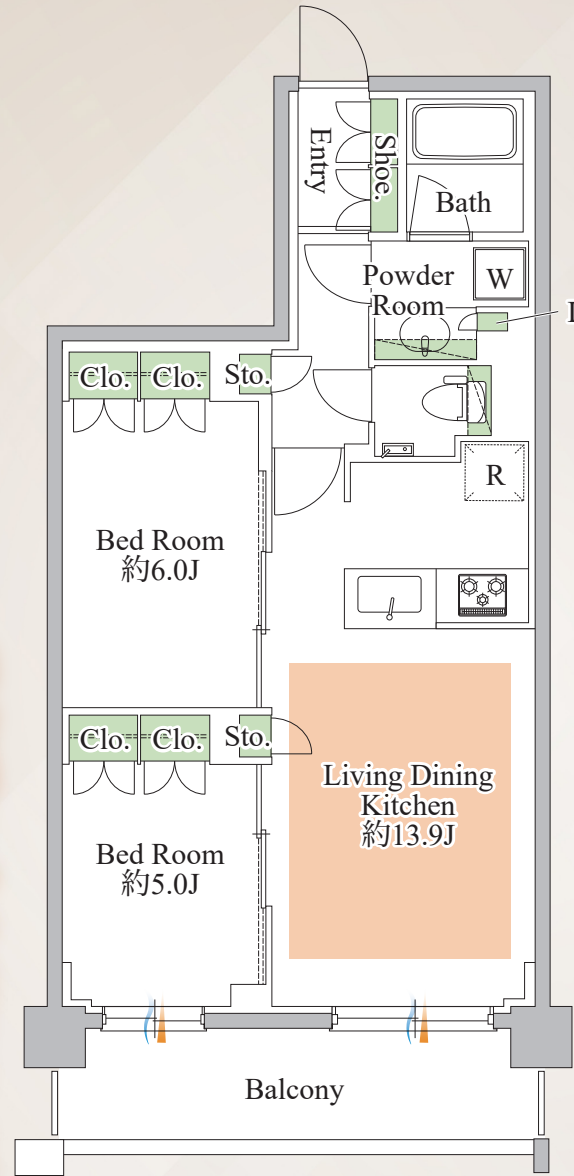 Entry
Shoe.
Bath
Powder
Room
W
Clo.
Clo.
Sto.
R
Bed Room
約6.0J
Clo.
Clo.
Sto.
Living Dining
Kitchen
約13.9J
Bed Room
約5.0J
Balcony